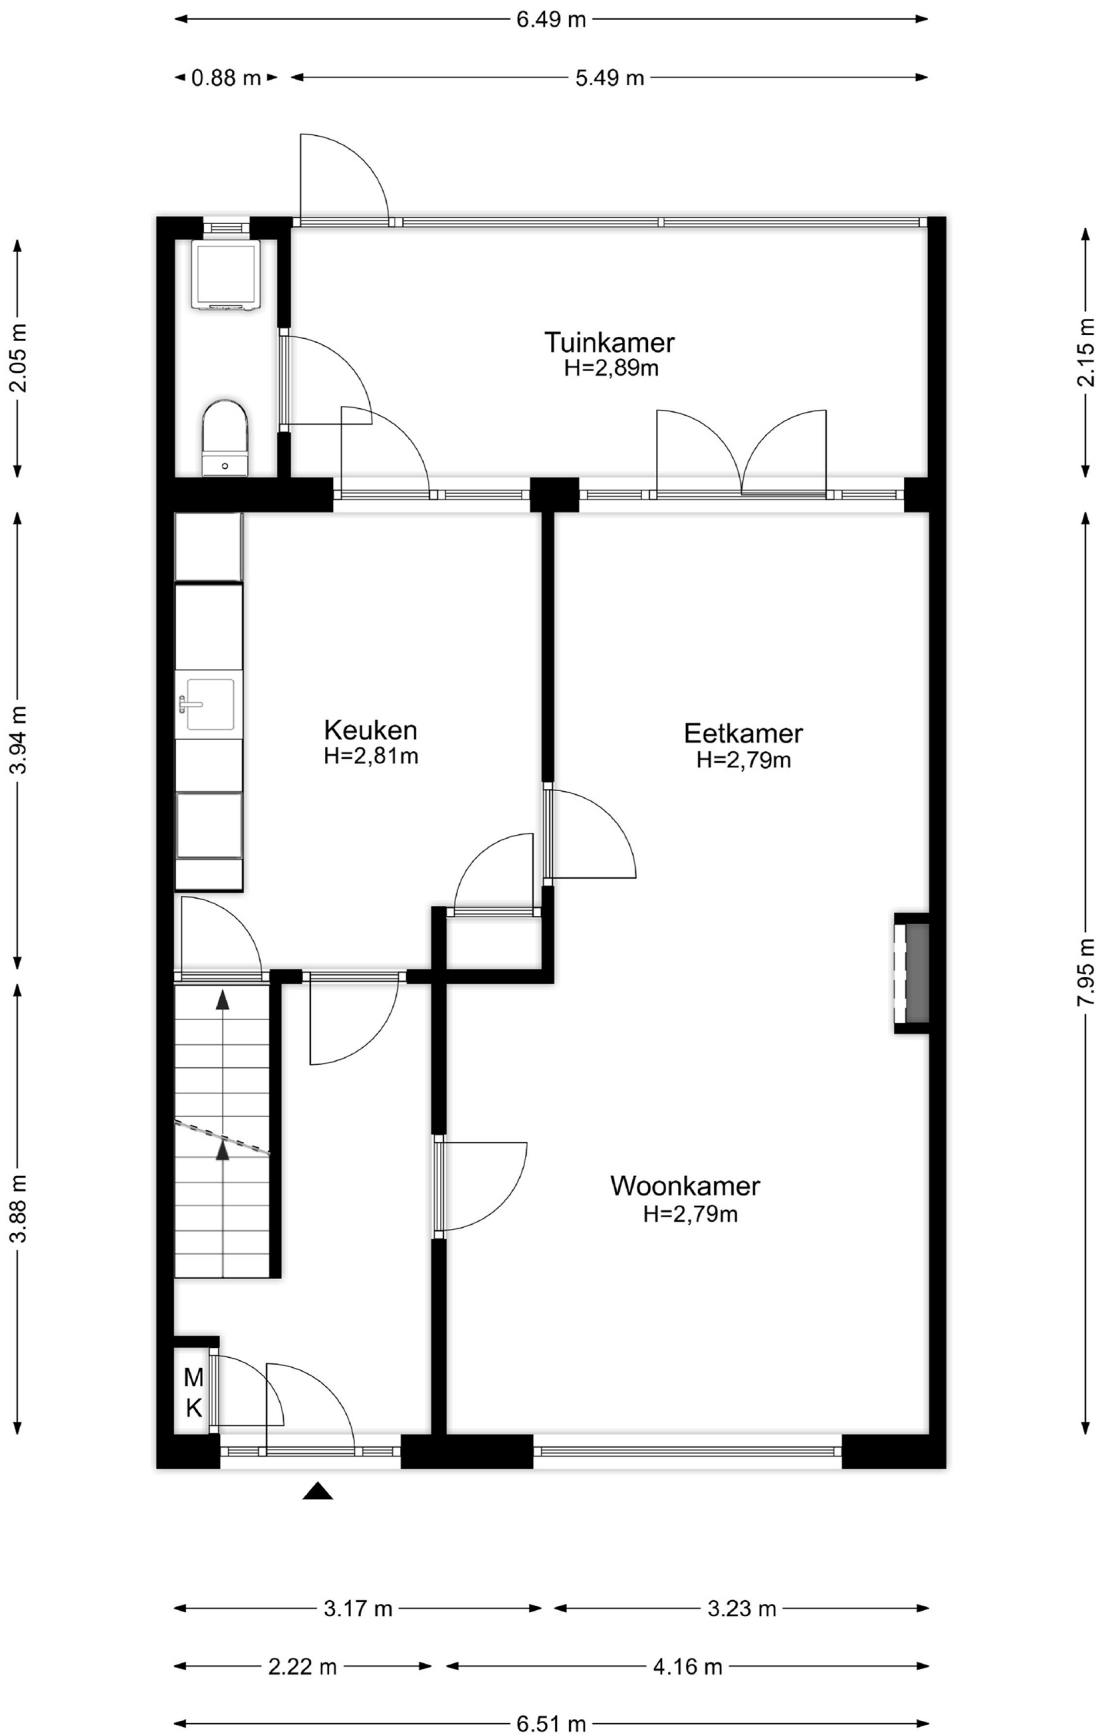 6.49 m
0.88 m
5.49 m
2.05 m
2.15 m
Tuinkamer
H=2,89m
3.94 m
Keuken
H=2,81m
Eetkamer
H=2,79m
7.95 m
3.88 m
Woonkamer
H=2,79m
M
K
3.17 m
3.23 m
2.22 m
4.16 m
6.51 m